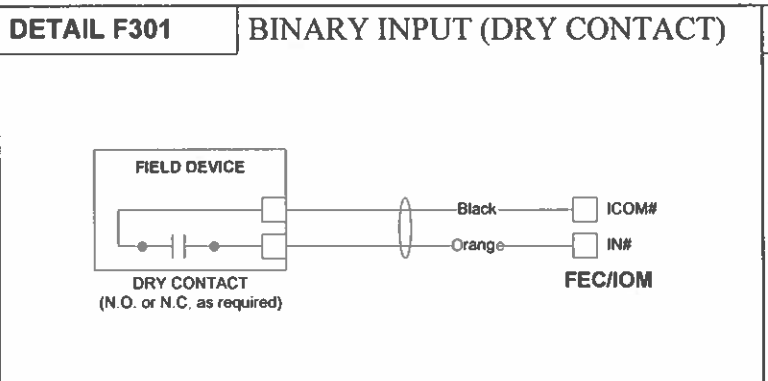 DETAIL F301
BINARY INPUT (DRY CONTACT)
FIELD DEVICE
Black
ICOM#
Orange
IN#
DRY CONTACT
(N.O. or N.C. as required)
FEC/IOM